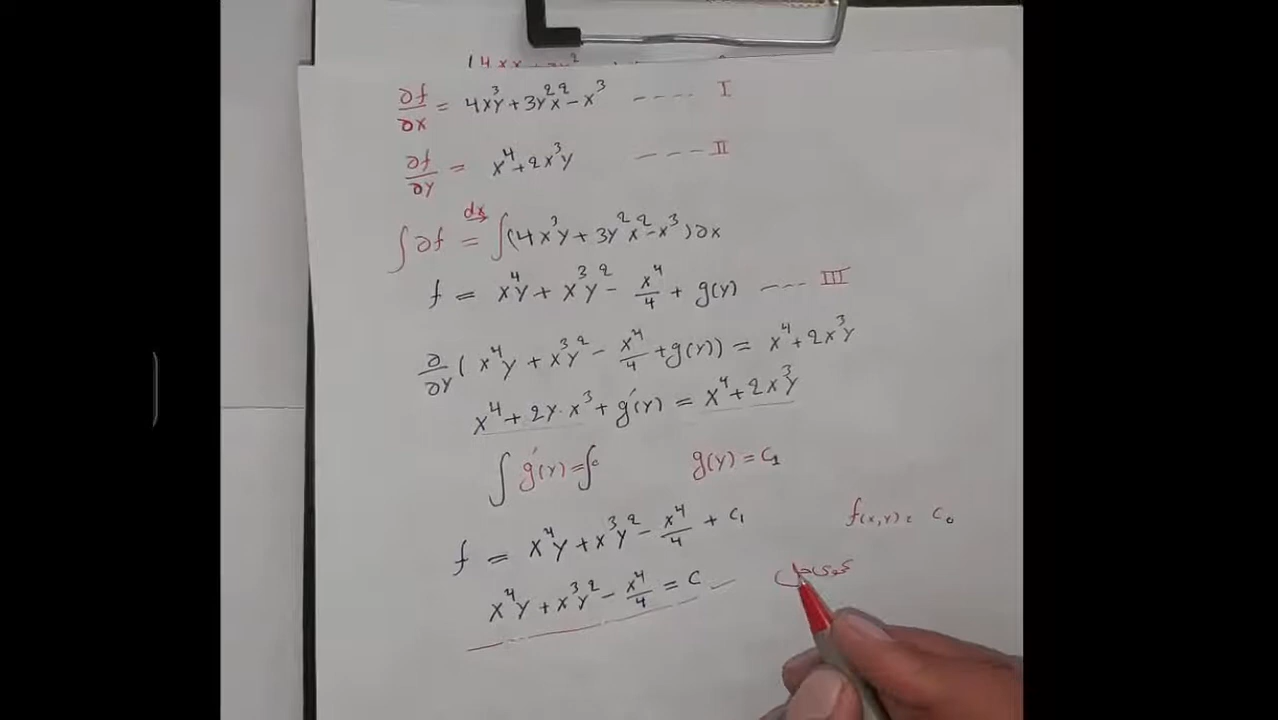 ∂f/∂x = 4x³y + 3y²x² - x³ ---- I
∂f/∂y = x⁴ + 2x³y --- II
∫∂f = ∫(4x³y + 3y²x² - x³)∂x
dx
f = x⁴y + x³y² - x⁴/4 + g(y) --- III
∂/∂y (x⁴y + x³y² - x⁴/4 + g(y)) = x⁴ + 2x³y
x⁴ + 2y·x³ + g'(y) = x⁴ + 2x³y
∫g'(y) = ∫0 g(y) = C₁
f = x⁴y + x³y² - x⁴/4 + C₁ f(x,y) = C₀
x⁴y + x³y² - x⁴/4 = C